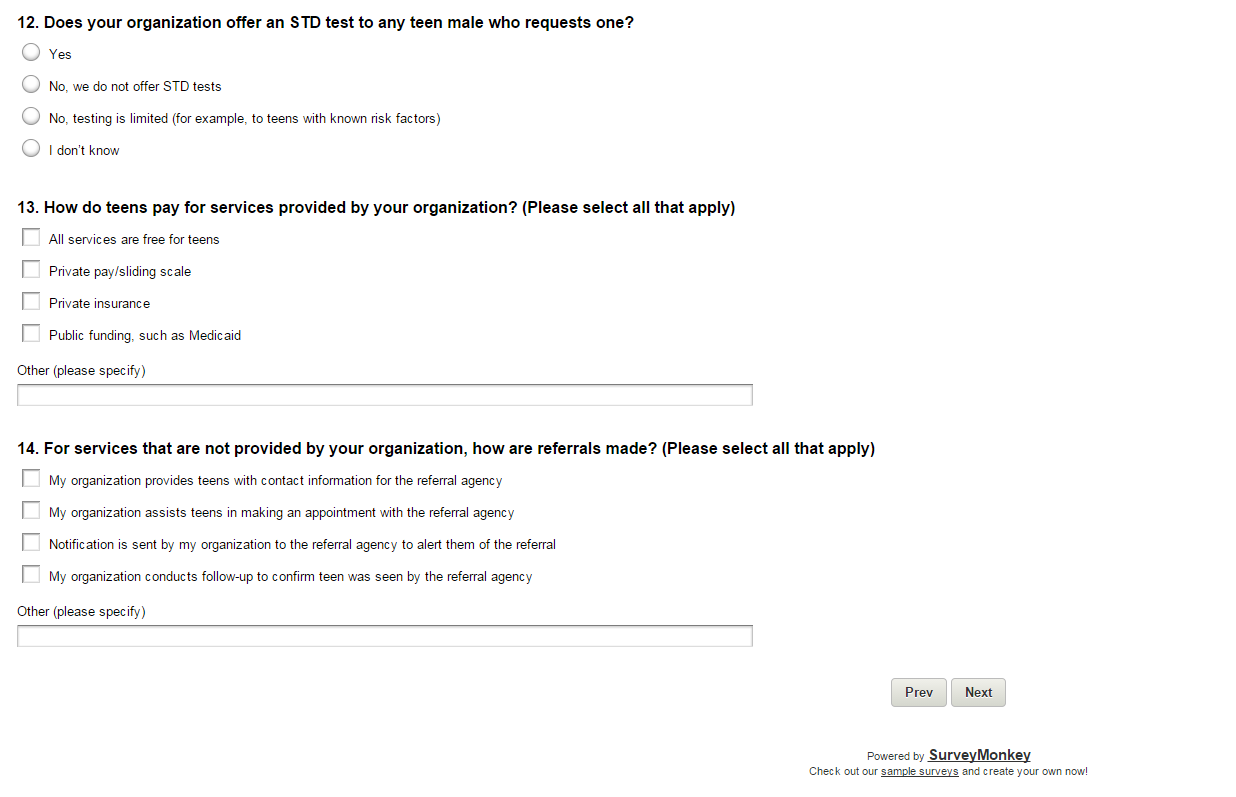 12. Does your organization offer an STD test to any teen male who requests one?
Yes
No, we do not offer STD tests
No, testing is limited (for example, to teens with known risk factors)
I don't know
13. How do teens pay for services provided by your organization? (Please select all that apply)
All services are free for teens
Private pay/sliding scale
Private insurance
Public funding, such as Medicaid
Other (please specify)
14. For services that are not provided by your organization, how are referrals made? (Please select all that apply)
My organization provides teens with contact information for the referral agency
My organization assists teens in making an appointment with the referral agency
Notification is sent by my organization to the referral agency to alert them of the referral
My organization conducts follow-up to confirm teen was seen by the referral agency
Other (please specify)
Prev Next
Powered by SurveyMonkey
Check out our sample surveys and create your own now!